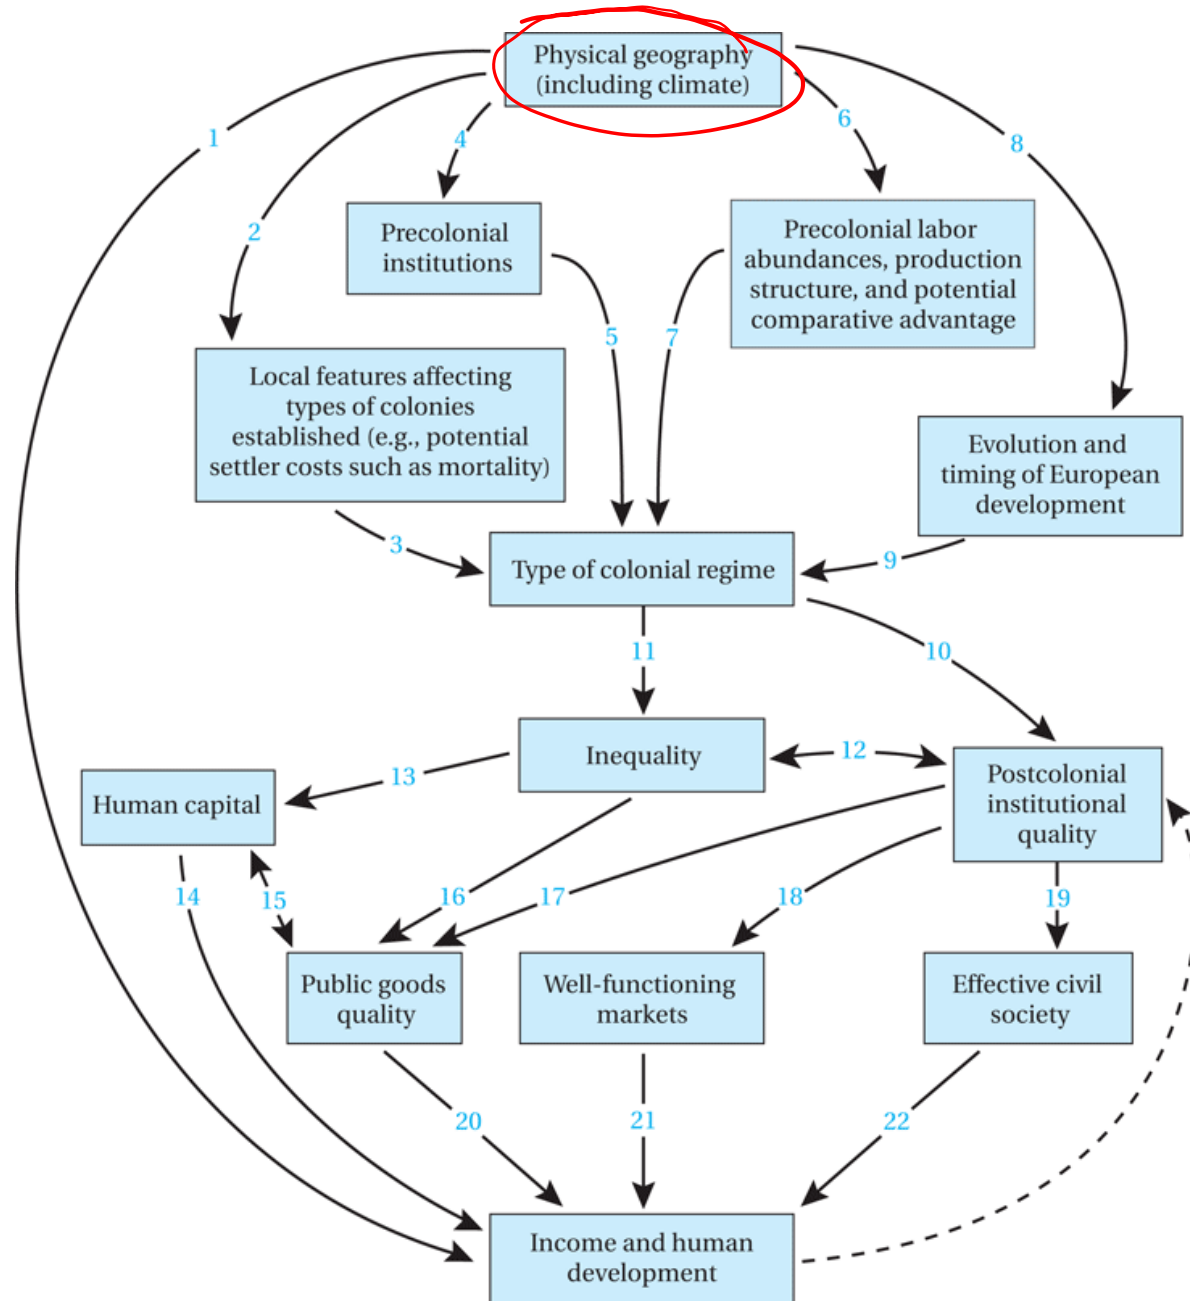 Physical geography
(including climate)
1
4
6
8
2
Precolonial
institutions
Precolonial labor
abundances, production
structure, and potential
comparative advantage
5
7
Local features affecting
types of colonies
established (e.g., potential
settler costs such as mortality)
Evolution and
timing of European
development
3
Type of colonial regime
9
11
10
Inequality
12
Postcolonial
institutional
quality
13
Human capital
14
15
16
17
18
19
Public goods
quality
Well-functioning
markets
Effective civil
society
20
21
22
Income and human
development